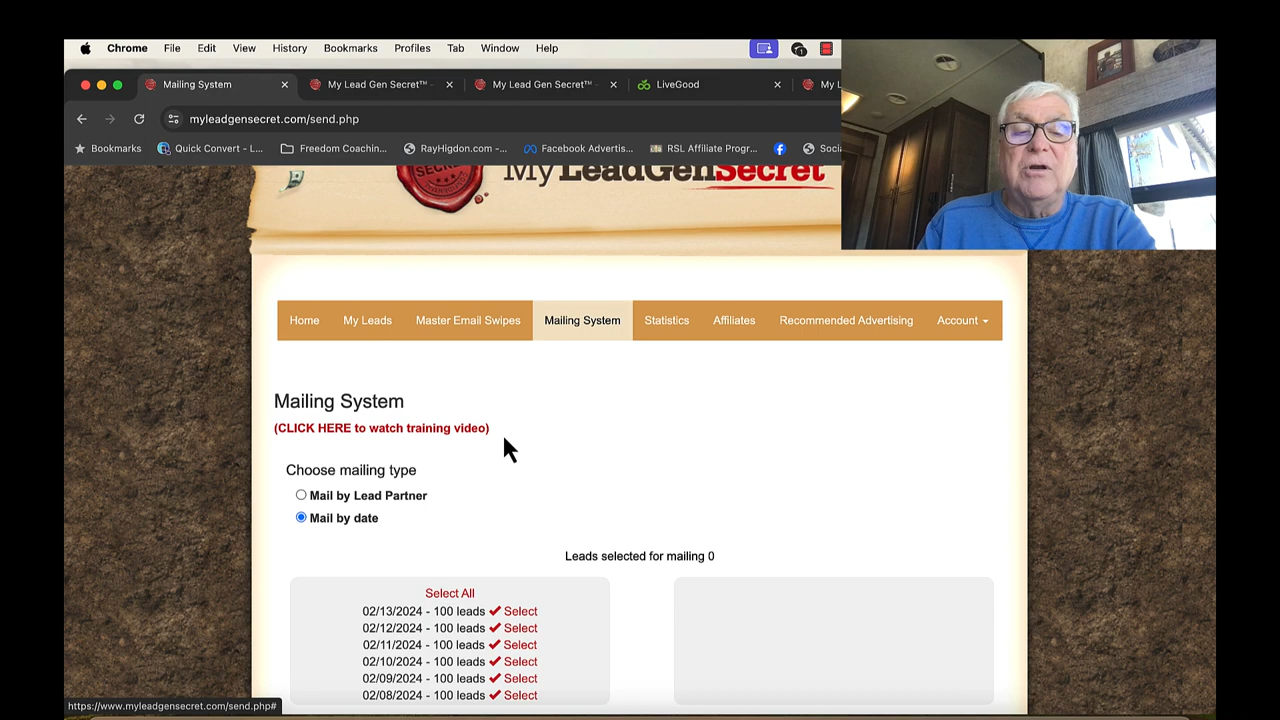 Chrome File Edit View History Bookmarks Profiles Tab Window Help
Mailing System My Lead Gen Secret™ My Lead Gen Secret™ LiveGood My L
myleadgensecret.com/send.php
Bookmarks Quick Convert - L... Freedom Coachin... RayHigdon.com -... Facebook Advertis... RSL Affiliate Progr... Socia
MyLeadGenSecret
Home My Leads Master Email Swipes Mailing System Statistics Affiliates Recommended Advertising Account
Mailing System
(CLICK HERE to watch training video)
Choose mailing type
Mail by Lead Partner
Mail by date
Leads selected for mailing 0
Select All
02/13/2024 - 100 leads ✔ Select
02/12/2024 - 100 leads ✔ Select
02/11/2024 - 100 leads ✔ Select
02/10/2024 - 100 leads ✔ Select
02/09/2024 - 100 leads ✔ Select
02/08/2024 - 100 leads ✔ Select
https://www.myleadgensecret.com/send.php#